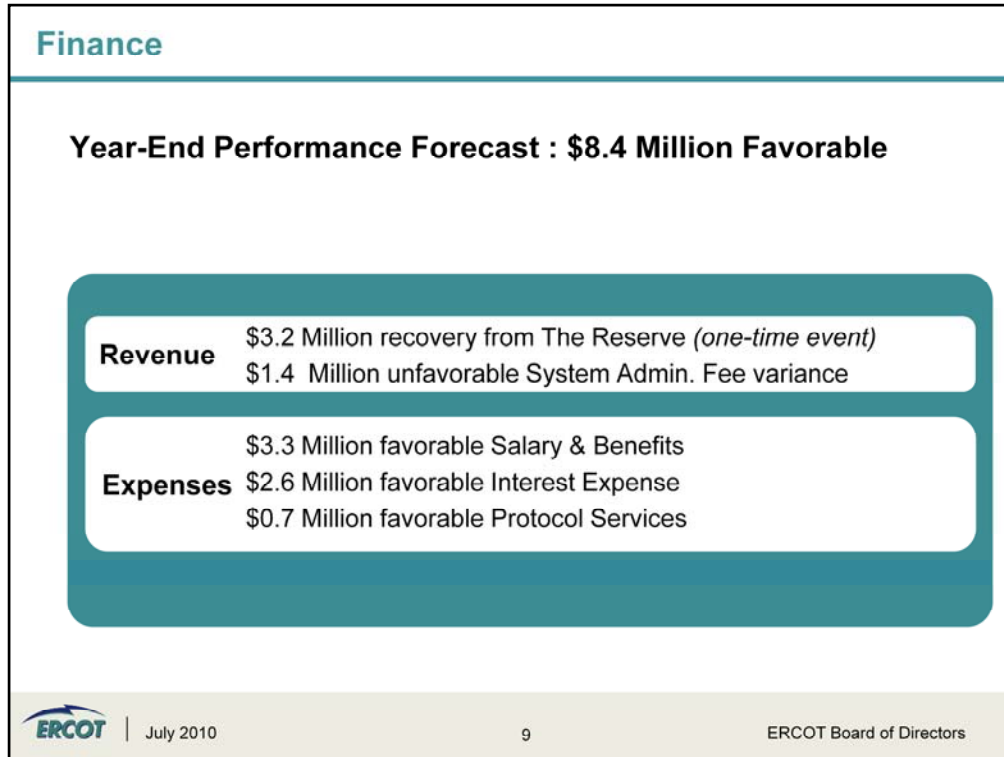 Finance
Year-End Performance Forecast : $8.4 Million Favorable
Revenue
$3.2 Million recovery from The Reserve (one-time event)
$1.4 Million unfavorable System Admin. Fee variance
Expenses
$3.3 Million favorable Salary & Benefits
$2.6 Million favorable Interest Expense
$0.7 Million favorable Protocol Services
ERCOT
July 2010
9
ERCOT Board of Directors